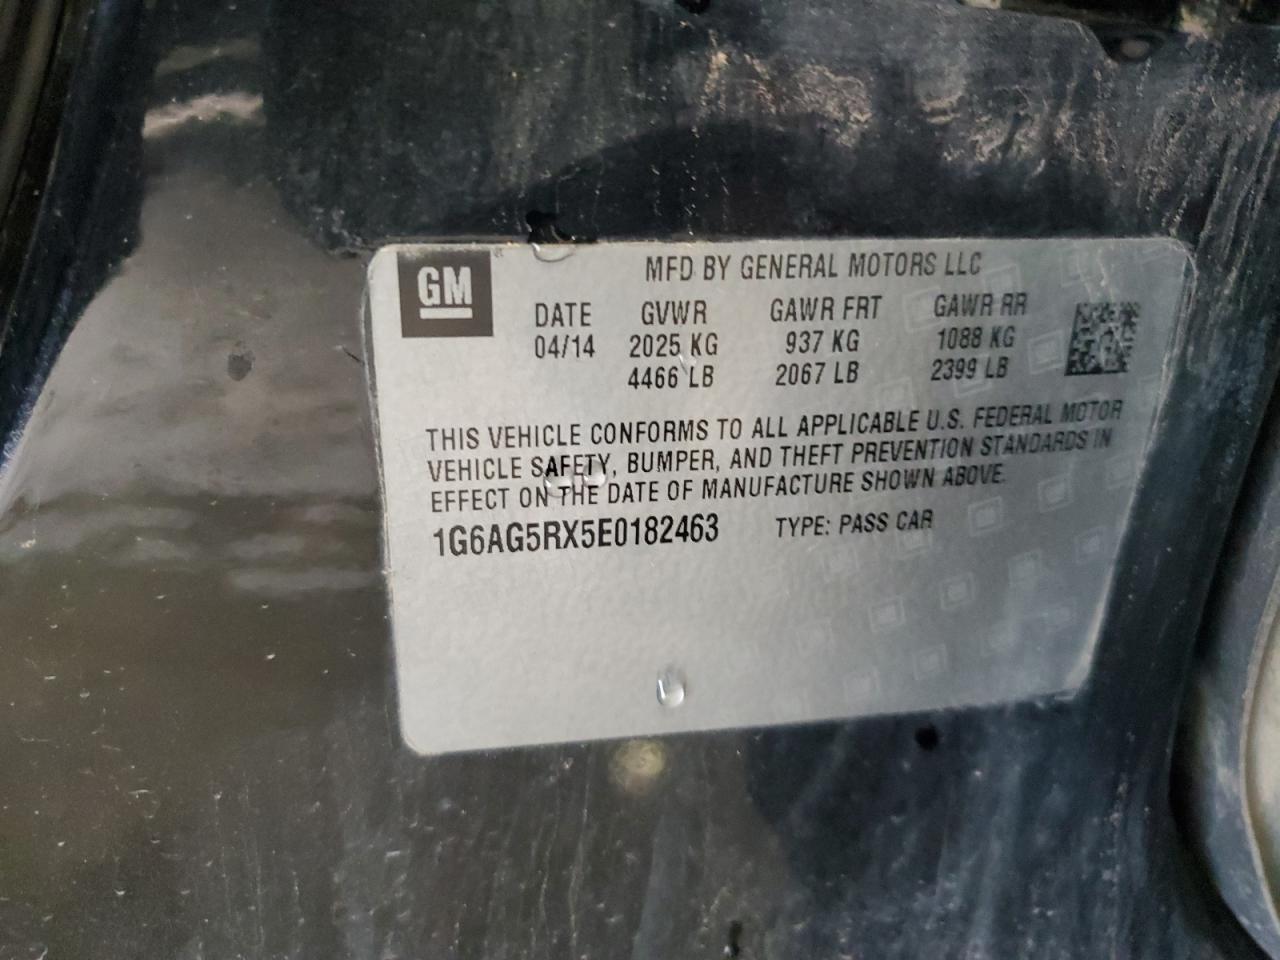 GM
MFD BY GENERAL MOTORS LLC
DATE GVWR GAWR FRT GAWR RR
04/14 2025 KG 937 KG 1088 KG
4466 LB 2067 LB 2399 LB
THIS VEHICLE CONFORMS TO ALL APPLICABLE U.S. FEDERAL MOTOR
VEHICLE SAFETY, BUMPER, AND THEFT PREVENTION STANDARDS IN
EFFECT ON THE DATE OF MANUFACTURE SHOWN ABOVE.
1G6AG5RX5E0182463 TYPE: PASS CAR